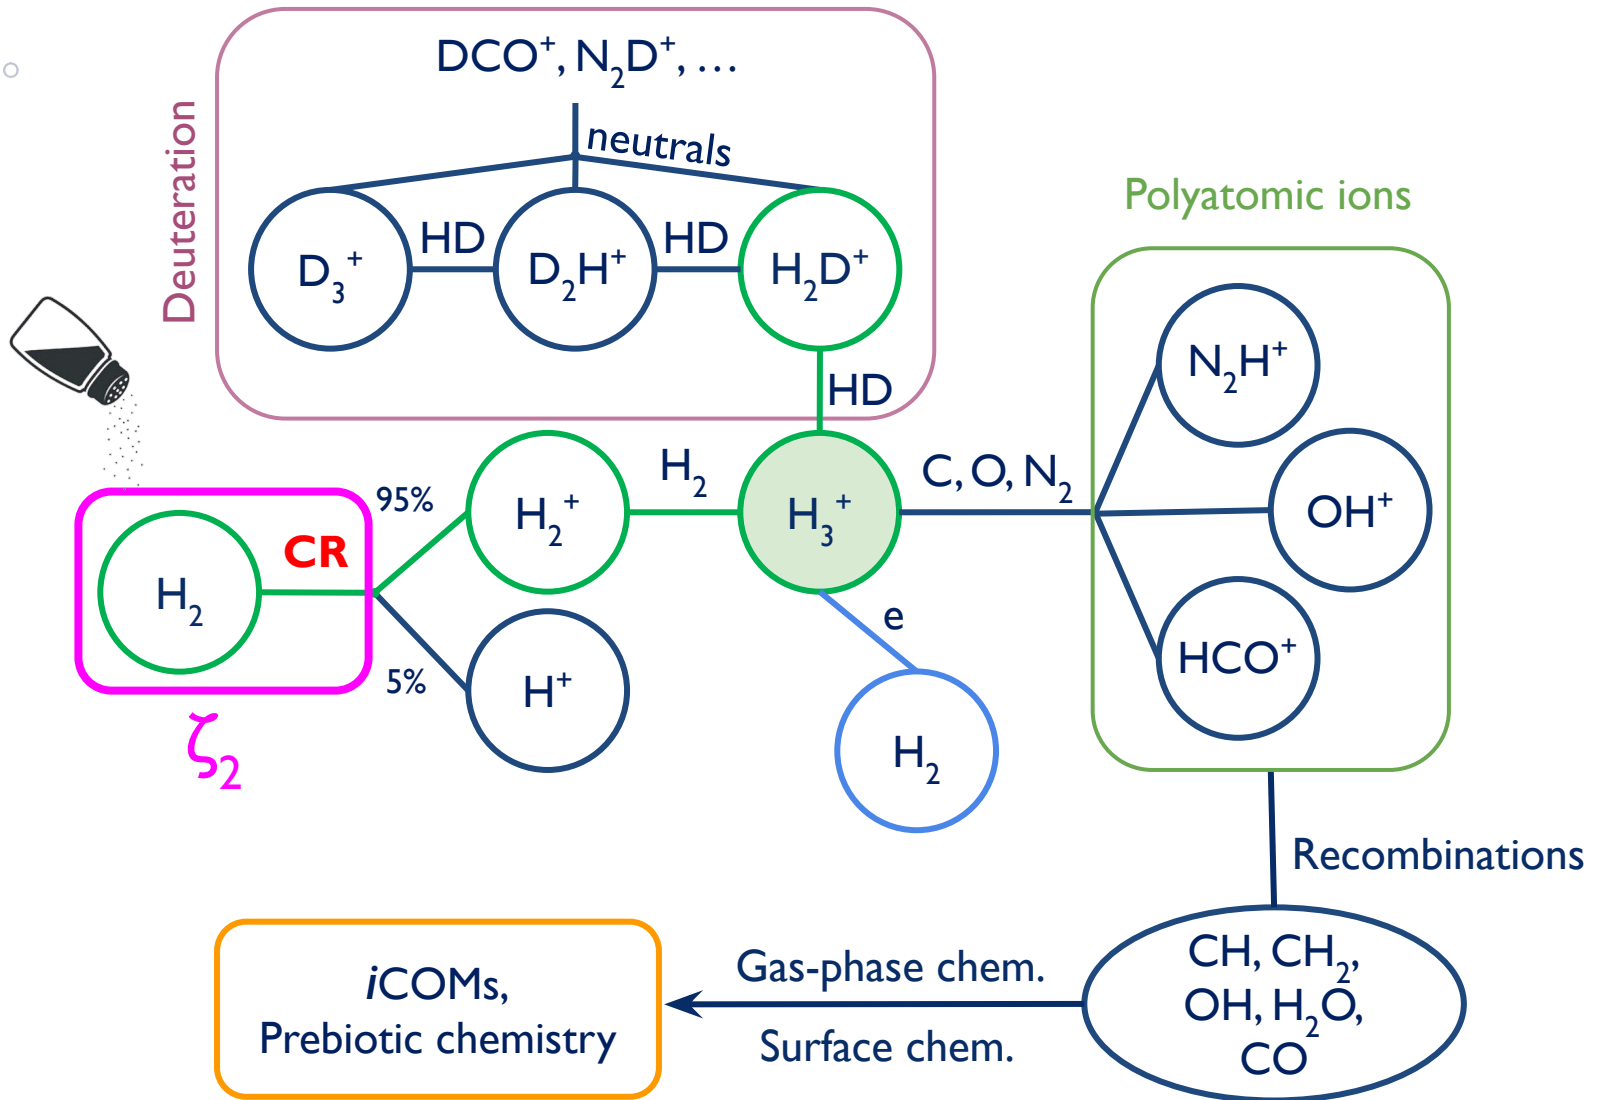 DCO⁺, N₂D⁺, …
neutrals
Deuteration
HD
HD
D₃⁺
D₂H⁺
H₂D⁺
HD
Polyatomic ions
N₂H⁺
OH⁺
HCO⁺
95%
H₂⁺
H₂
H₃⁺
C, O, N₂
CR
H₂
5%
H⁺
e
H₂
ζ₂
Recombinations
CH, CH₂,
OH, H₂O,
CO
Gas-phase chem.
Surface chem.
iCOMs,
Prebiotic chemistry